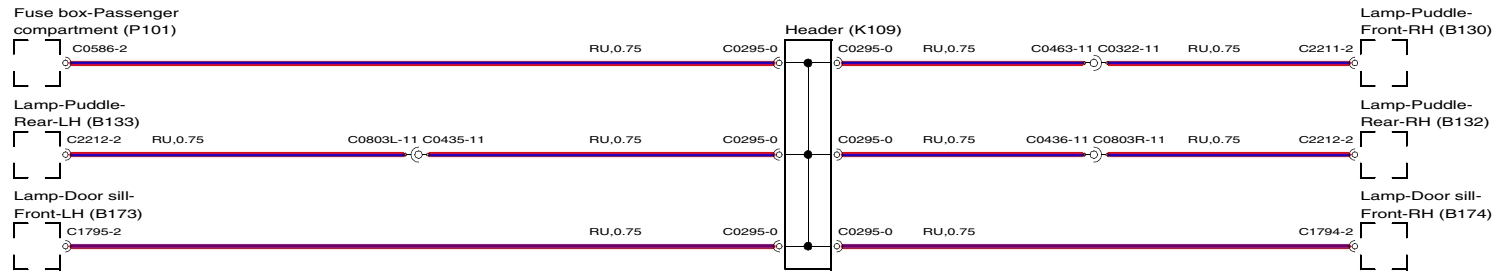 Fuse box-Passenger
compartment (P101)
Header (K109)
Lamp-Puddle-
Front-RH (B130)
C0586-2 RU,0.75 C0295-0 C0295-0 RU,0.75 C0463-11 C0322-11 RU,0.75 C2211-2
Lamp-Puddle-
Rear-LH (B133)
Lamp-Puddle-
Rear-RH (B132)
C2212-2 RU,0.75 C0803L-11 C0435-11 RU,0.75 C0295-0 C0295-0 RU,0.75 C0436-11 C0803R-11 RU,0.75 C2212-2
Lamp-Door sill-
Front-LH (B173)
Lamp-Door sill-
Front-RH (B174)
C1795-2 RU,0.75 C0295-0 C0295-0 RU,0.75 C1794-2